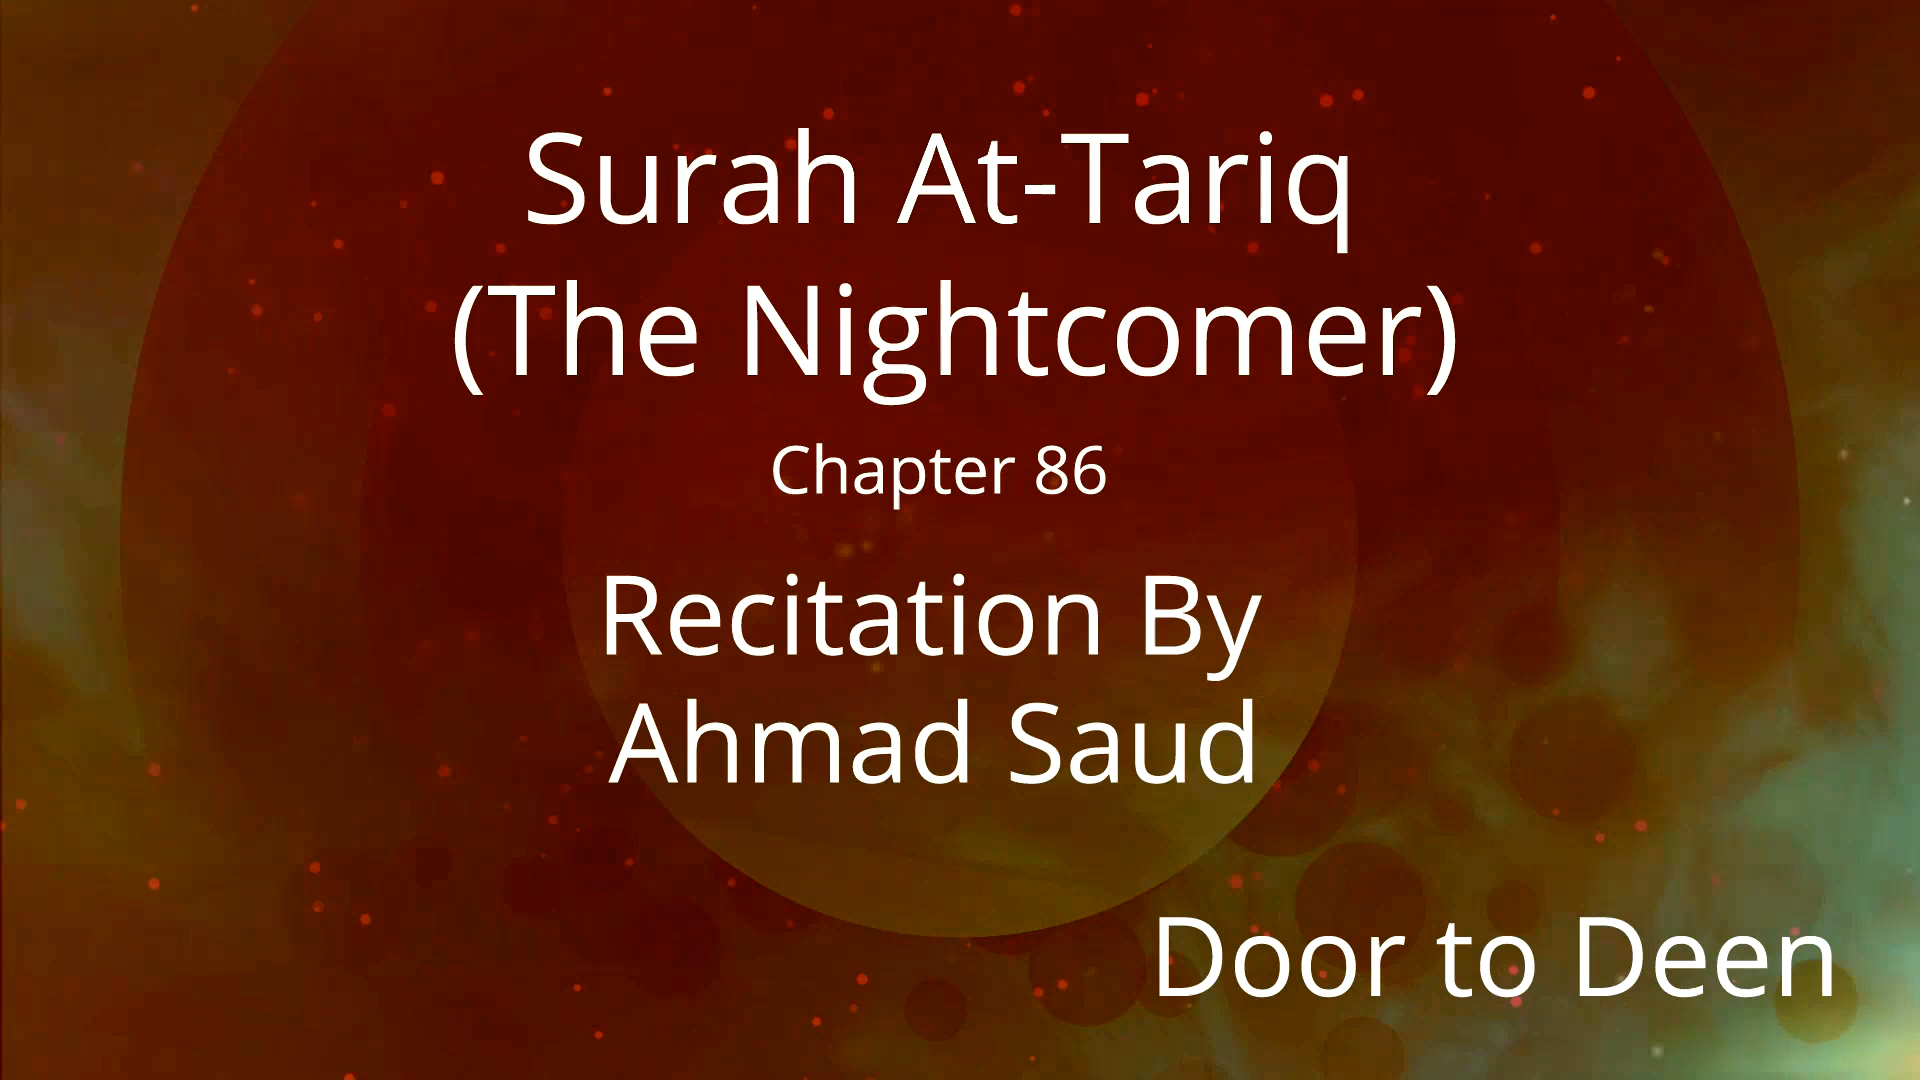 Surah At-Tariq
(The Nightcomer)
Chapter 86
Recitation By
Ahmad Saud
Door to Deen